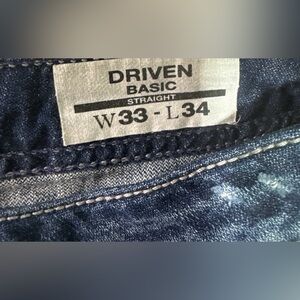 DRIVEN
BASIC
STRAIGHT
W33-L34